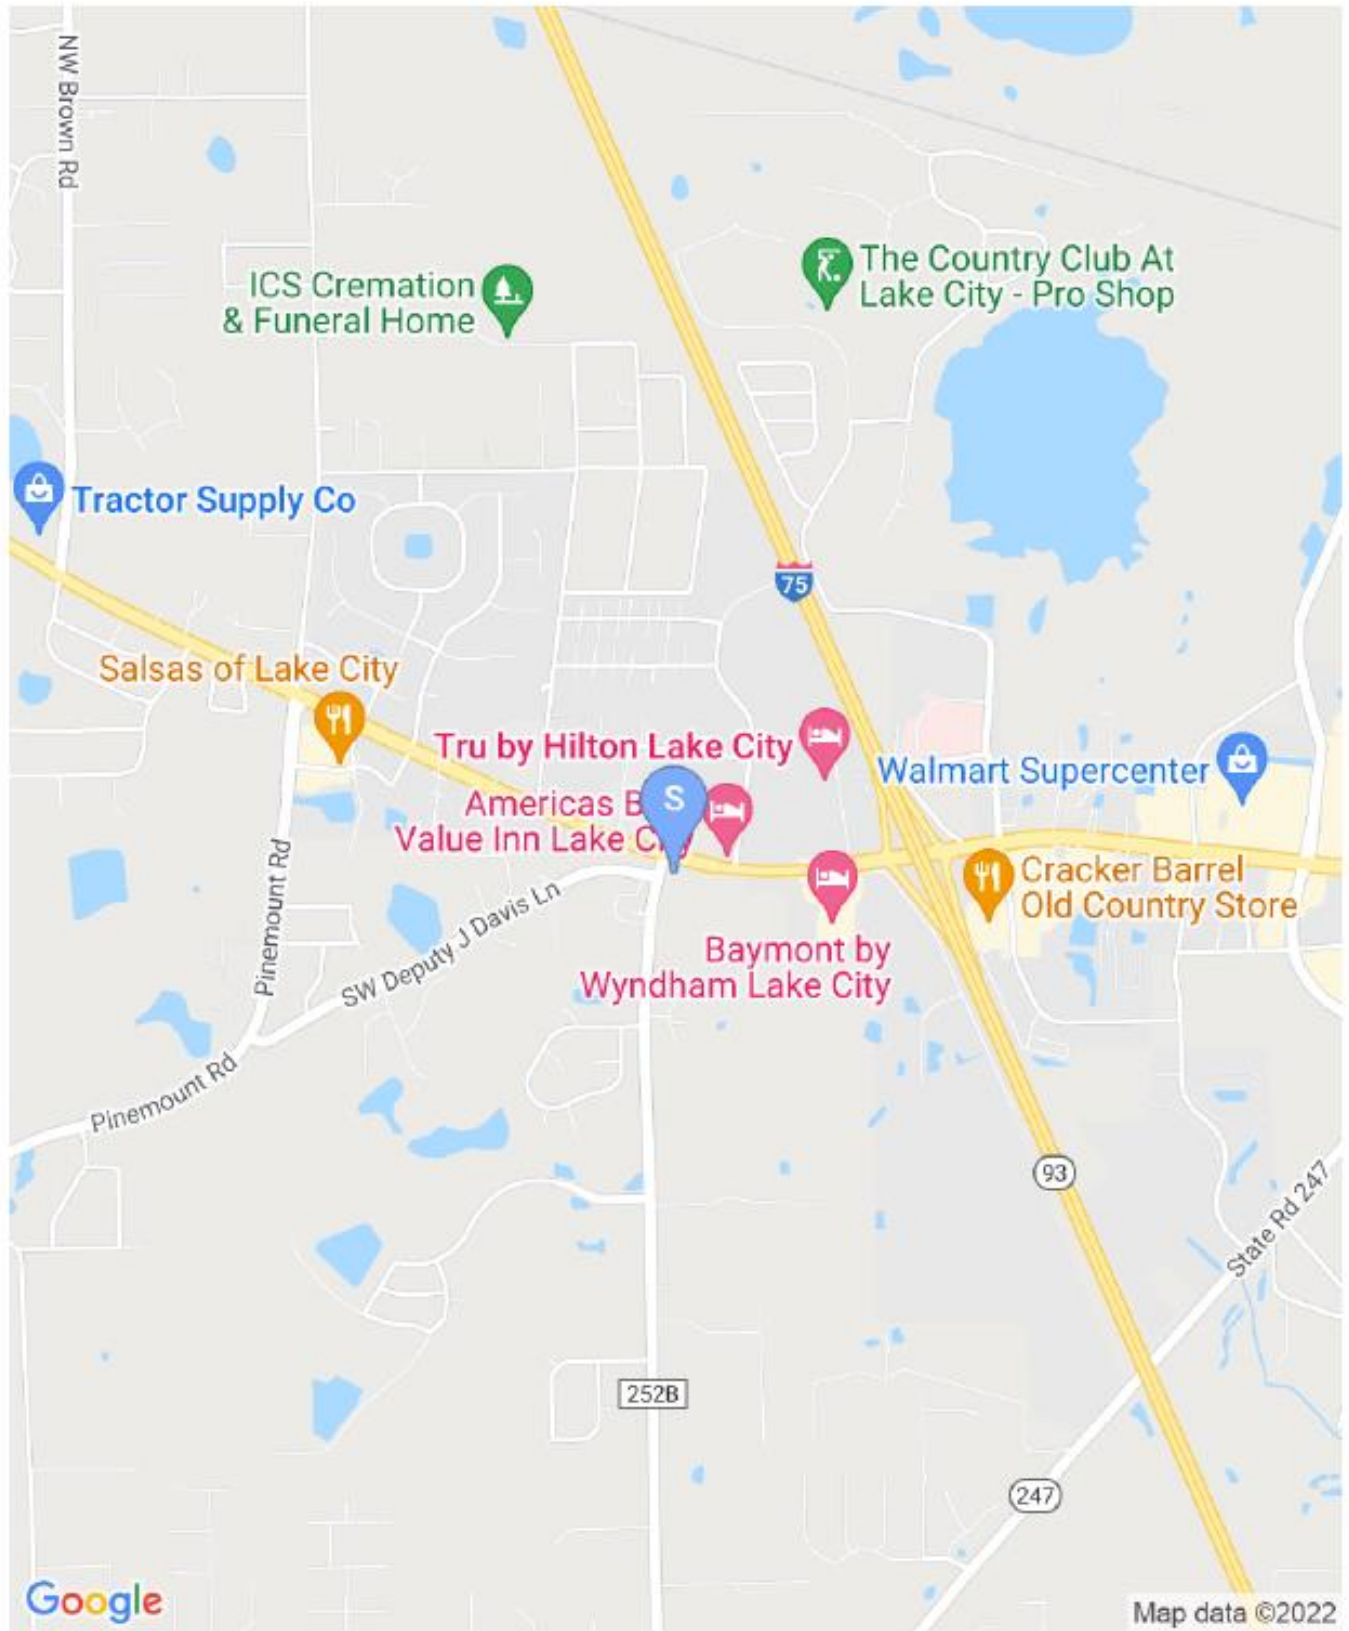 NW Brown Rd
The Country Club At
Lake City - Pro Shop
ICS Cremation
& Funeral Home
Tractor Supply Co
75
Salsas of Lake City
Tru by Hilton Lake City
Walmart Supercenter
S
Americas B
Value Inn Lake City
Cracker Barrel
Old Country Store
Pinemount Rd
SW Deputy J Davis Ln
Baymont by
Wyndham Lake City
Pinemount Rd
93
State Rd 247
252B
247
Google
Map data ©2022